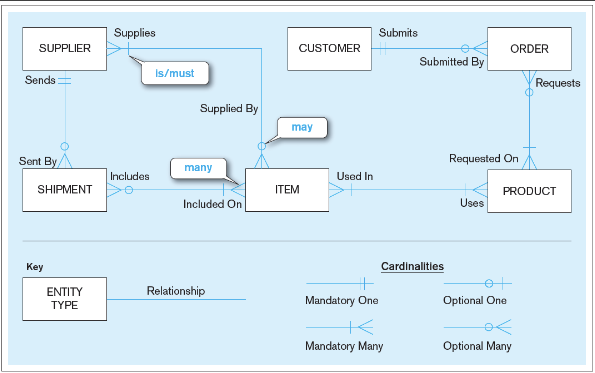 Supplies
Submits
SUPPLIER
CUSTOMER
ORDER
is/must
Submitted By
Sends
Requests
Supplied By
may
Sent By
Includes
many
Used In
Requested On
SHIPMENT
ITEM
PRODUCT
Included On
Uses
Key
Cardinalities
ENTITY
TYPE
Relationship
Mandatory One
Optional One
Mandatory Many
Optional Many